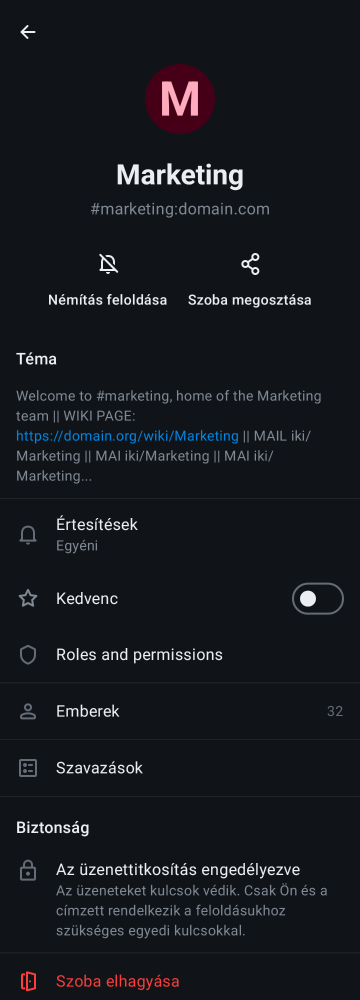 M
Marketing
#marketing:domain.com
Némítás feloldása
Szoba megosztása
Téma
Welcome to #marketing, home of the Marketing
team || WIKI PAGE:
https://domain.org/wiki/Marketing || MAIL iki/
Marketing || MAI iki/Marketing || MAI iki/
Marketing...
Értesítések
Egyéni
Kedvenc
Roles and permissions
Emberek
32
Szavazások
Biztonság
Az üzenettitkosítás engedélyezve
Az üzeneteket kulcsok védik. Csak Ön és a
címzett rendelkezik a feloldásukhoz
szükséges egyedi kulcsokkal.
Szoba elhagyása